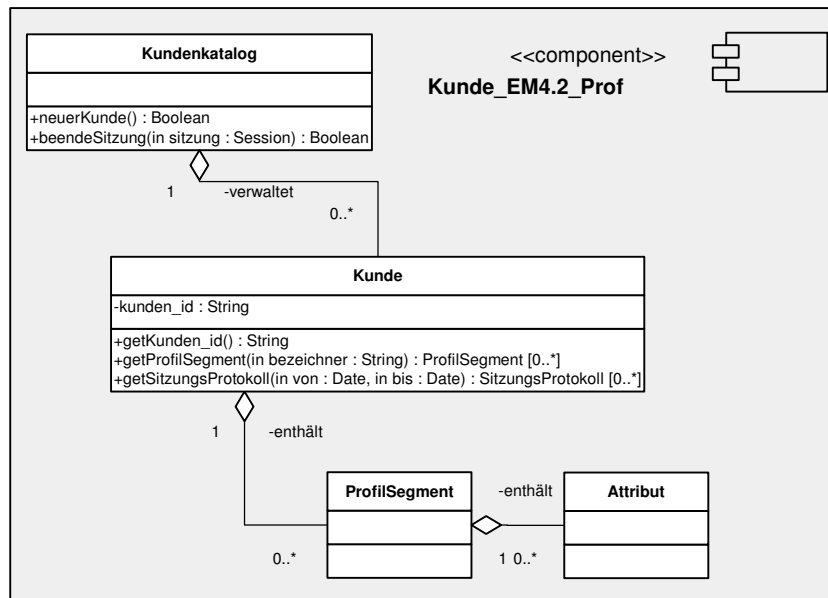 Kundenkatalog
+neuerKunde() : Boolean
+beendeSitzung(in sitzung : Session) : Boolean
<<component>>
Kunde_EM4.2_Prof
1
-verwaltet
0..*
Kunde
-kunden_id : String
+getKunden_id() : String
+getProfilSegment(in bezeichner : String) : ProfilSegment [0..*]
+getSitzungsProtokoll(in von : Date, in bis : Date) : SitzungsProtokoll [0..*]
1
-enthält
0..*
ProfilSegment
-enthält
1 0..*
Attribut